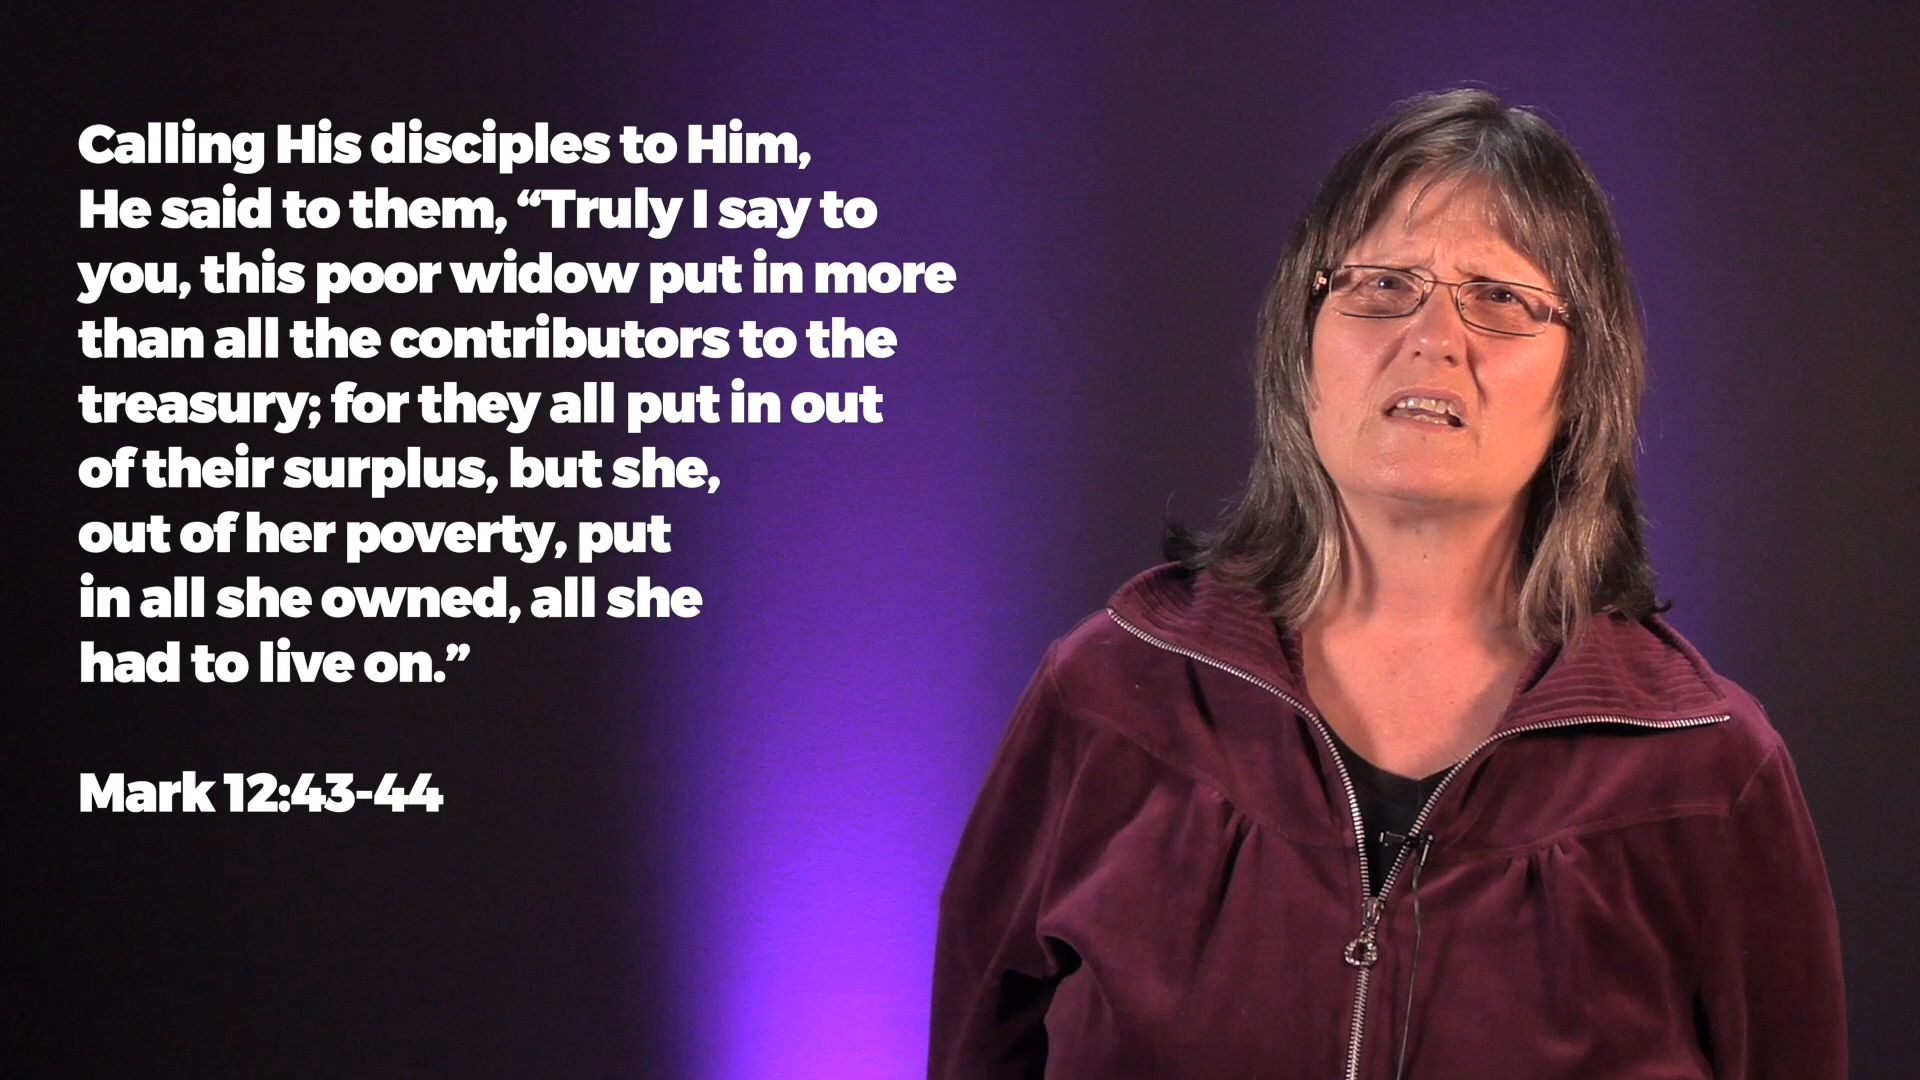 Calling His disciples to Him,
He said to them, “Truly I say to
you, this poor widow put in more
than all the contributors to the
treasury; for they all put in out
of their surplus, but she,
out of her poverty, put
in all she owned, all she
had to live on.”
Mark 12:43-44